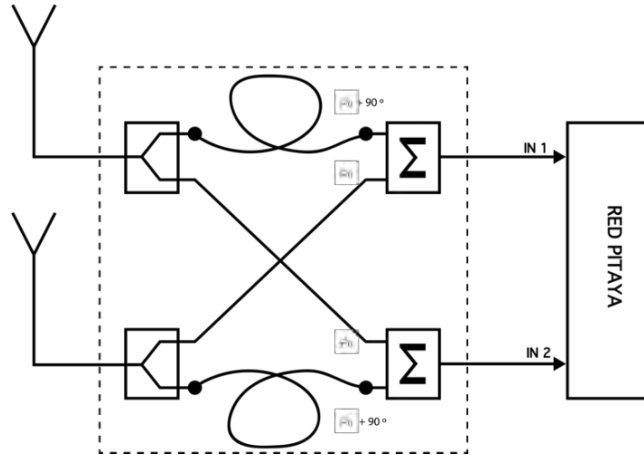 + 90 º
Σ
IN 1
RED PITAYA
Σ
IN 2
+ 90 º